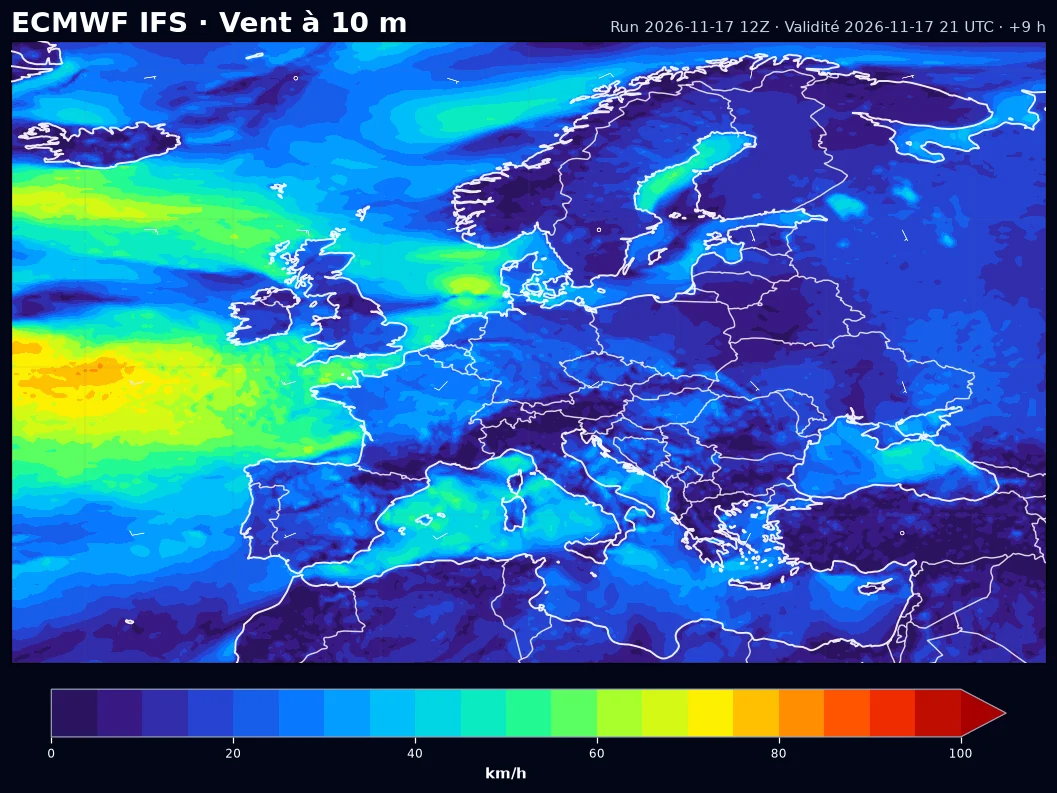 ECMWF IFS · Vent à 10 m
Run 2026-11-17 12Z · Validité 2026-11-17 21 UTC · +9 h
0 20 40 60 80 100
km/h